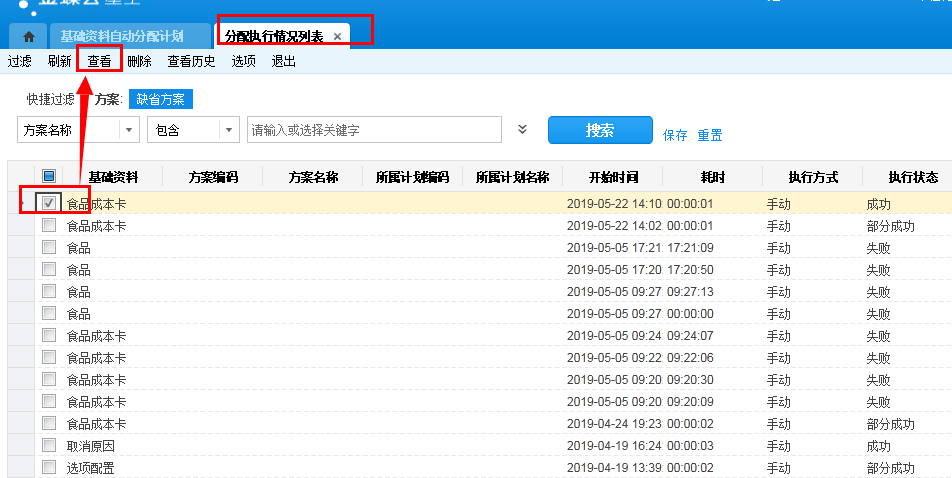 基础资料自动分配计划 分配执行情况列表 ×
过滤 刷新 查看 删除 查看历史 选项 退出
快捷过滤 方案: 缺省方案
方案名称 包含 请输入或选择关键字 搜索 保存 重置
基础资料 方案编码 方案名称 所属计划编码 所属计划名称 开始时间 耗时 执行方式 执行状态
食品成本卡 2019-05-22 14:10: 00:00:01 手动 成功
食品成本卡 2019-05-22 14:02: 00:00:01 手动 部分成功
食品 2019-05-05 17:21: 17:21:09 手动 失败
食品 2019-05-05 17:20: 17:20:50 手动 失败
食品 2019-05-05 09:27: 09:27:13 手动 失败
食品 2019-05-05 09:27: 00:00:00 手动 失败
食品成本卡 2019-05-05 09:24: 09:24:07 手动 失败
食品成本卡 2019-05-05 09:22: 09:22:06 手动 失败
食品成本卡 2019-05-05 09:20: 09:20:30 手动 失败
食品成本卡 2019-05-05 09:20: 09:20:09 手动 失败
食品成本卡 2019-04-24 19:23: 00:00:02 手动 部分成功
取消原因 2019-04-19 16:24: 00:00:03 手动 成功
选项配置 2019-04-19 13:39: 00:00:02 手动 部分成功